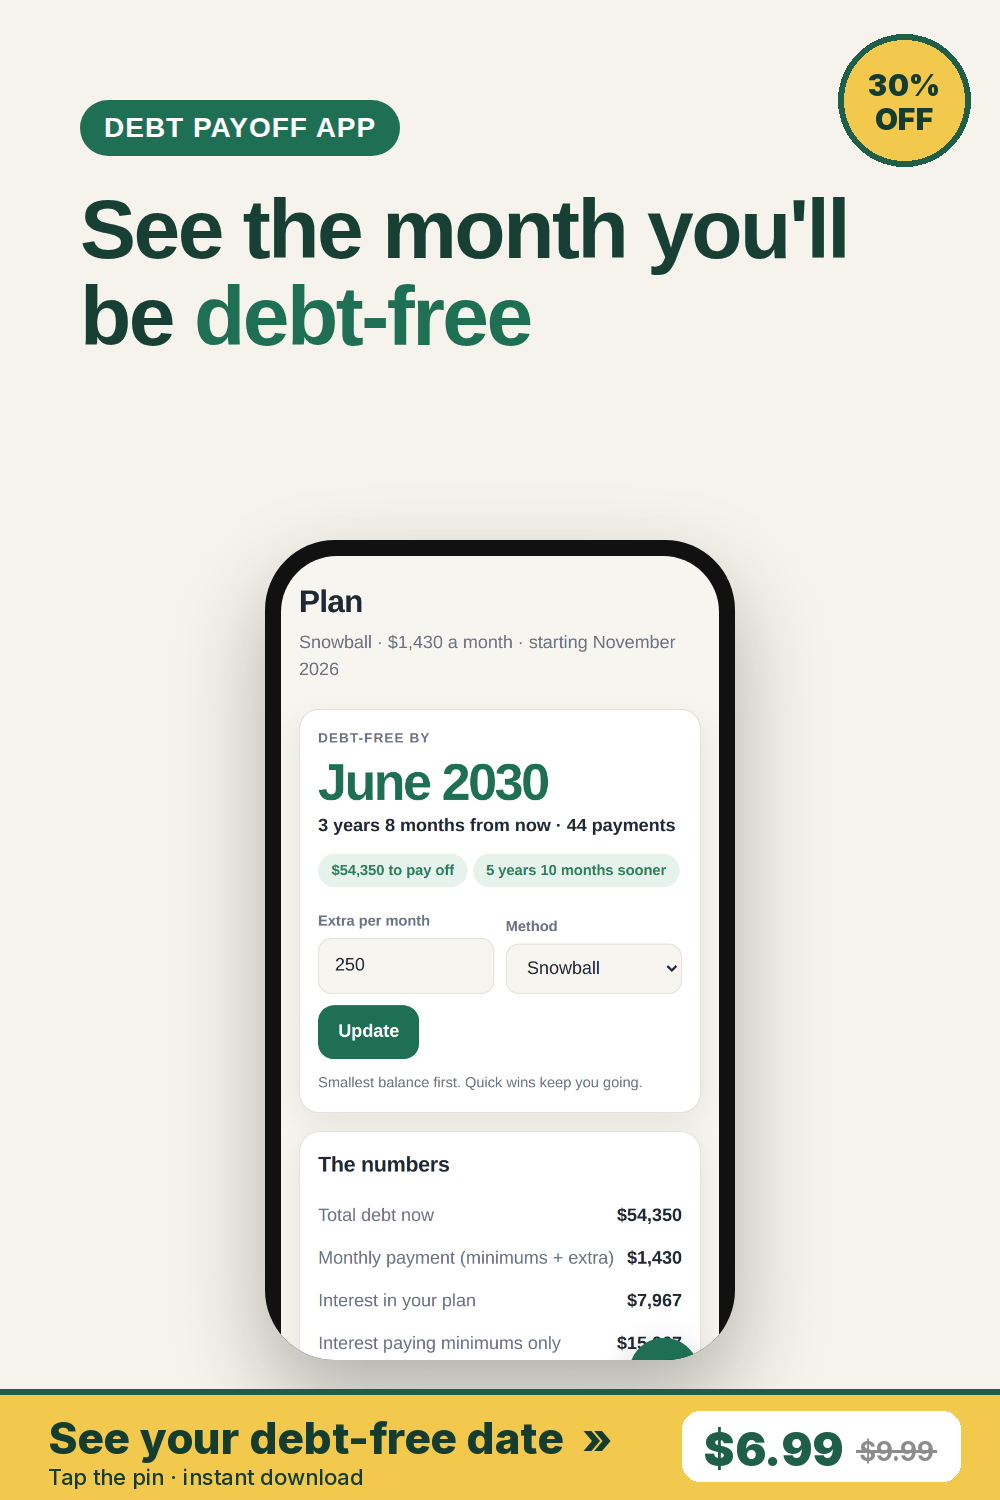 30%
OFF
DEBT PAYOFF APP
See the month you'll
be debt-free
Plan
Snowball · $1,430 a month · starting November
2026
DEBT-FREE BY
June 2030
3 years 8 months from now · 44 payments
$54,350 to pay off
5 years 10 months sooner
Extra per month
Method
250
Snowball
Update
Smallest balance first. Quick wins keep you going.
The numbers
Total debt now $54,350
Monthly payment (minimums + extra) $1,430
Interest in your plan $7,967
Interest paying minimums only
See your debt-free date »
Tap the pin · instant download
$6.99 $9.99